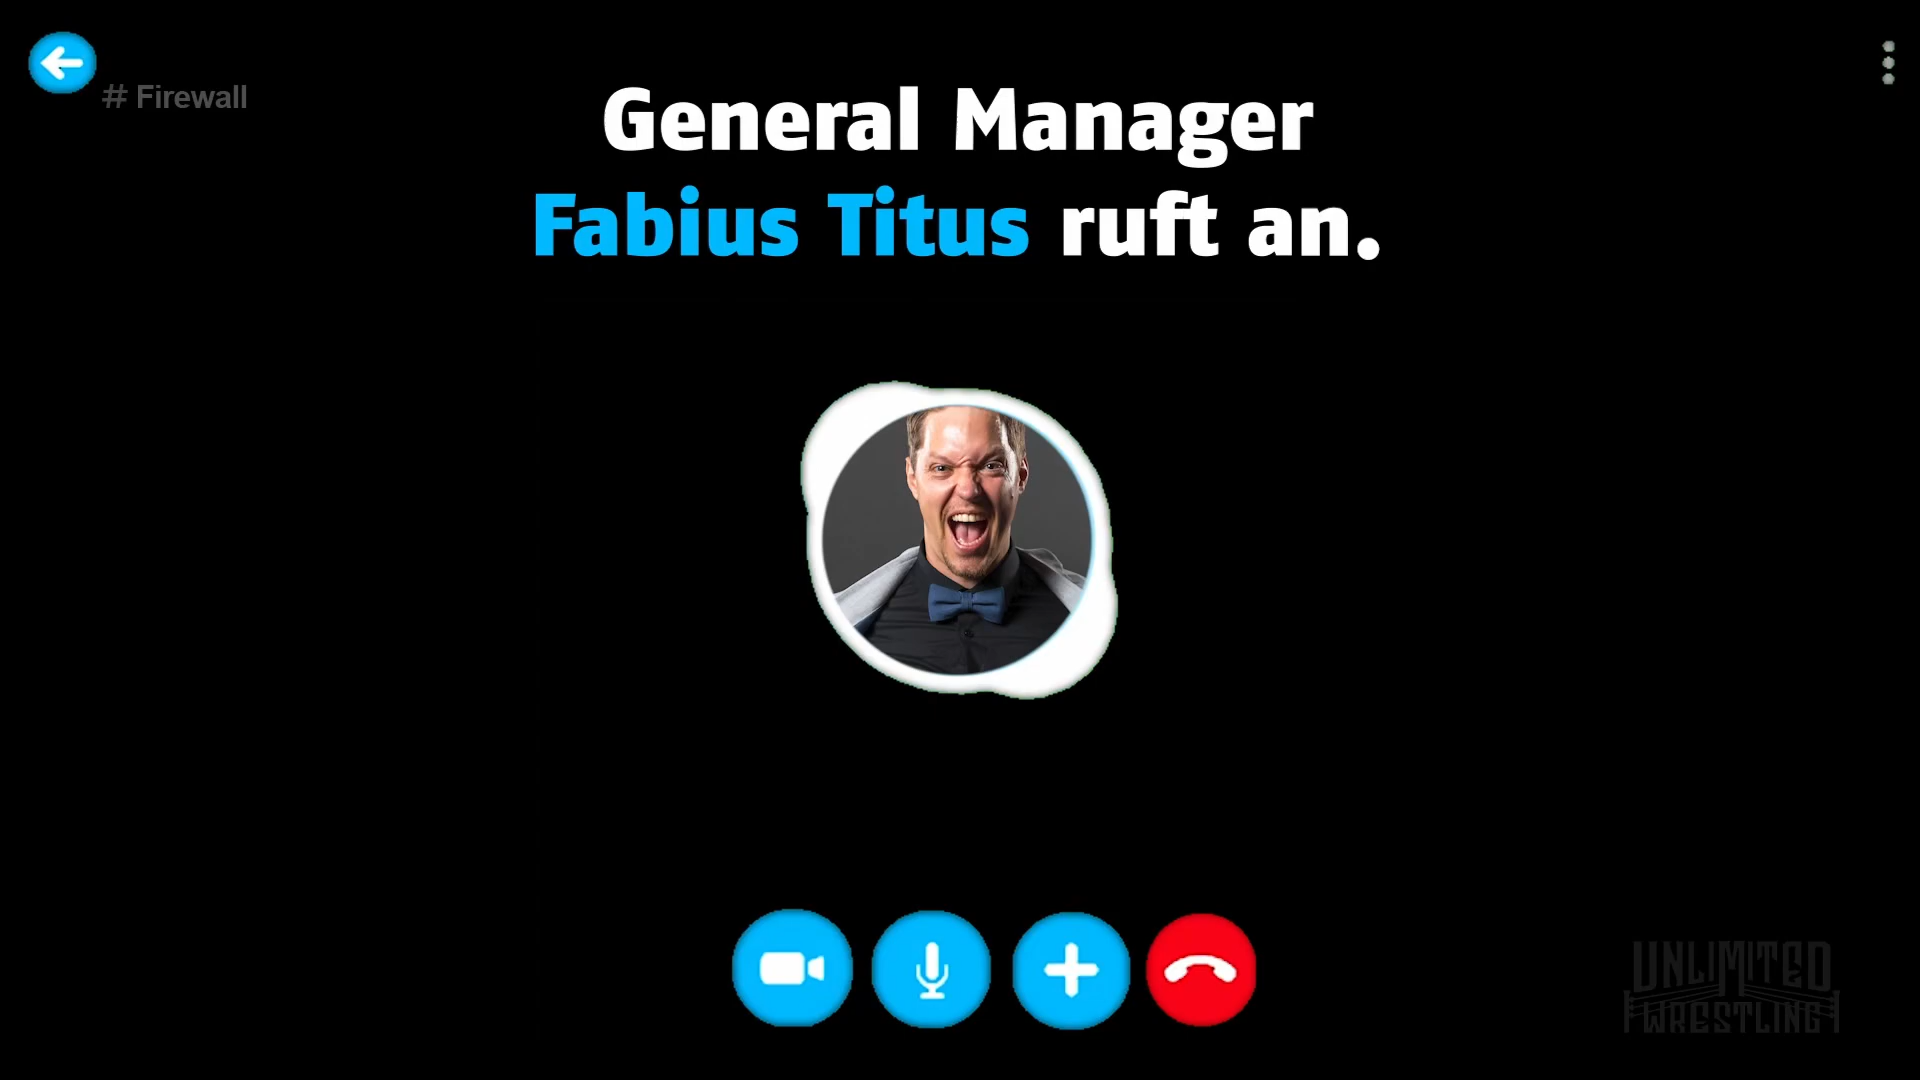 # Firewall
General Manager
Fabius Titus ruft an.
UNLIMITED
WRESTLING